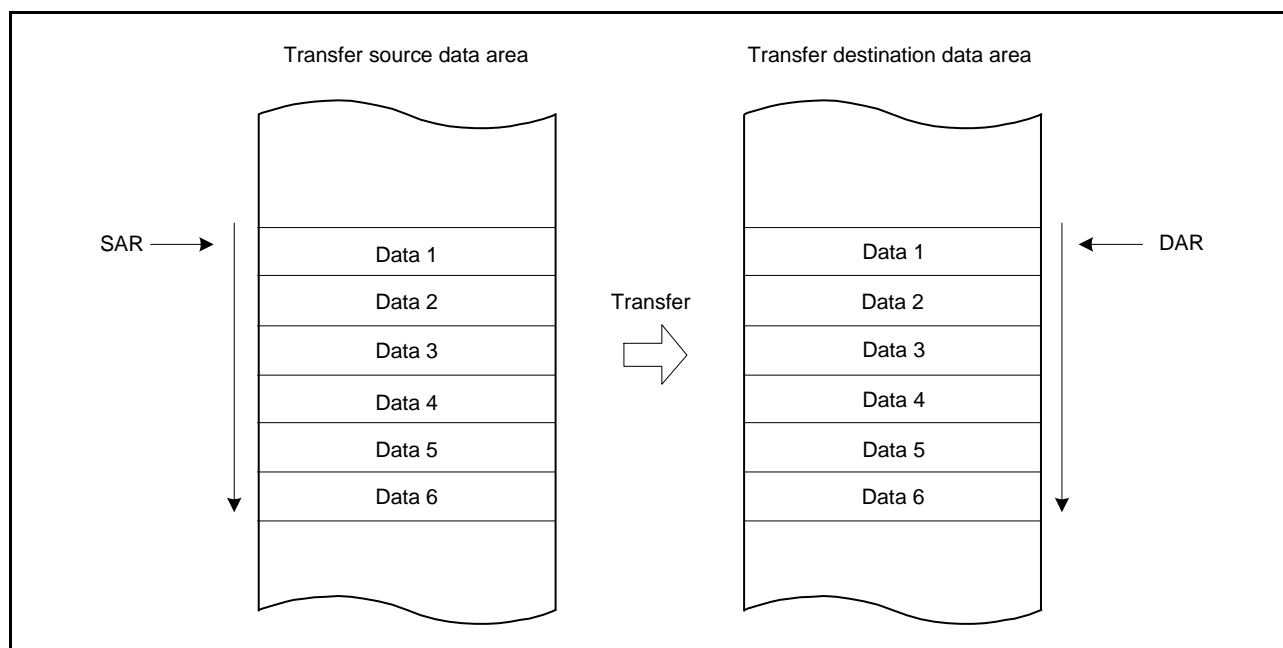 Transfer source data area
Transfer destination data area
SAR
Data 1
Data 2
Data 3
Data 4
Data 5
Data 6
Transfer
Data 1
Data 2
Data 3
Data 4
Data 5
Data 6
DAR